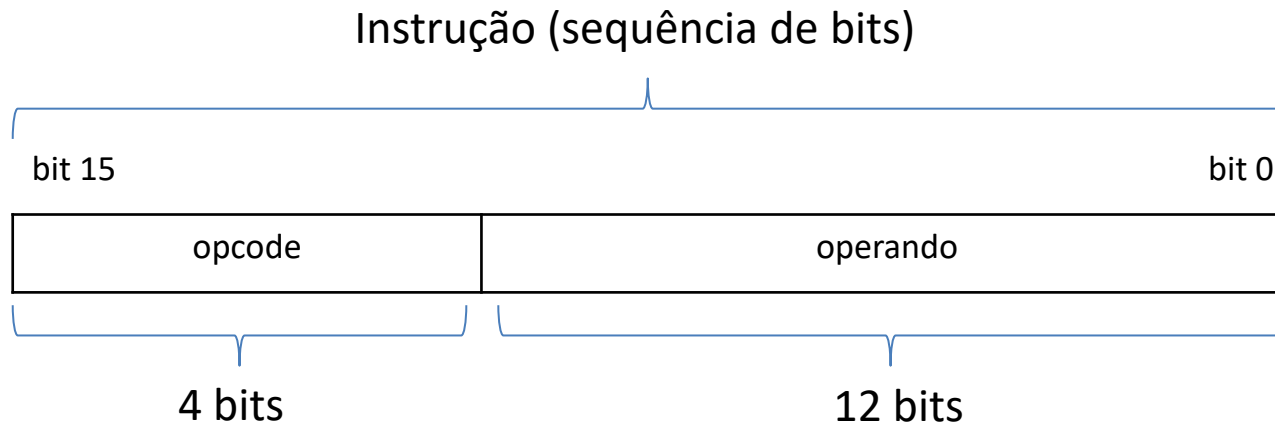 Instrução (sequência de bits)
bit 15 bit 0
opcode operando
4 bits 12 bits